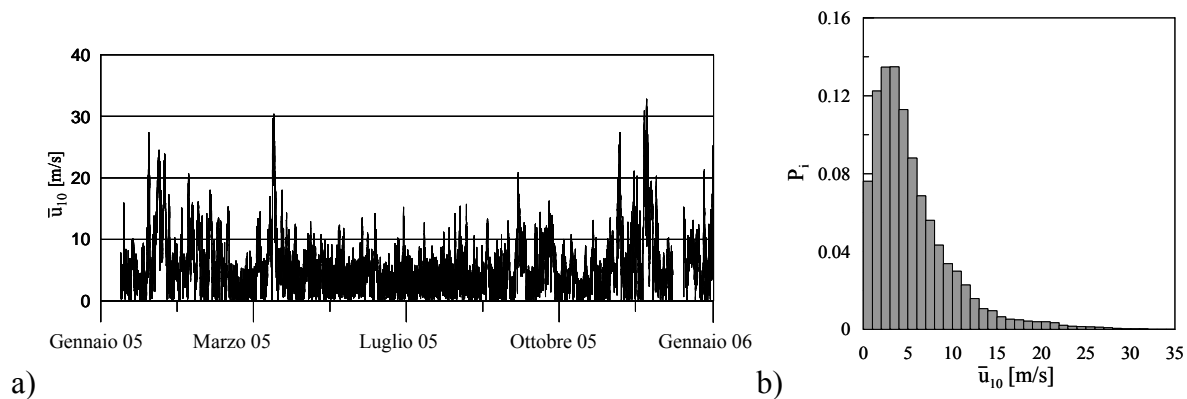 40
30
20
10
0
ū₁₀ [m/s]
Gennaio 05
Marzo 05
Luglio 05
Ottobre 05
Gennaio 06
a)
0.16
0.12
0.08
0.04
0
Pᵢ
0 5 10 15 20 25 30 35
ū₁₀ [m/s]
b)